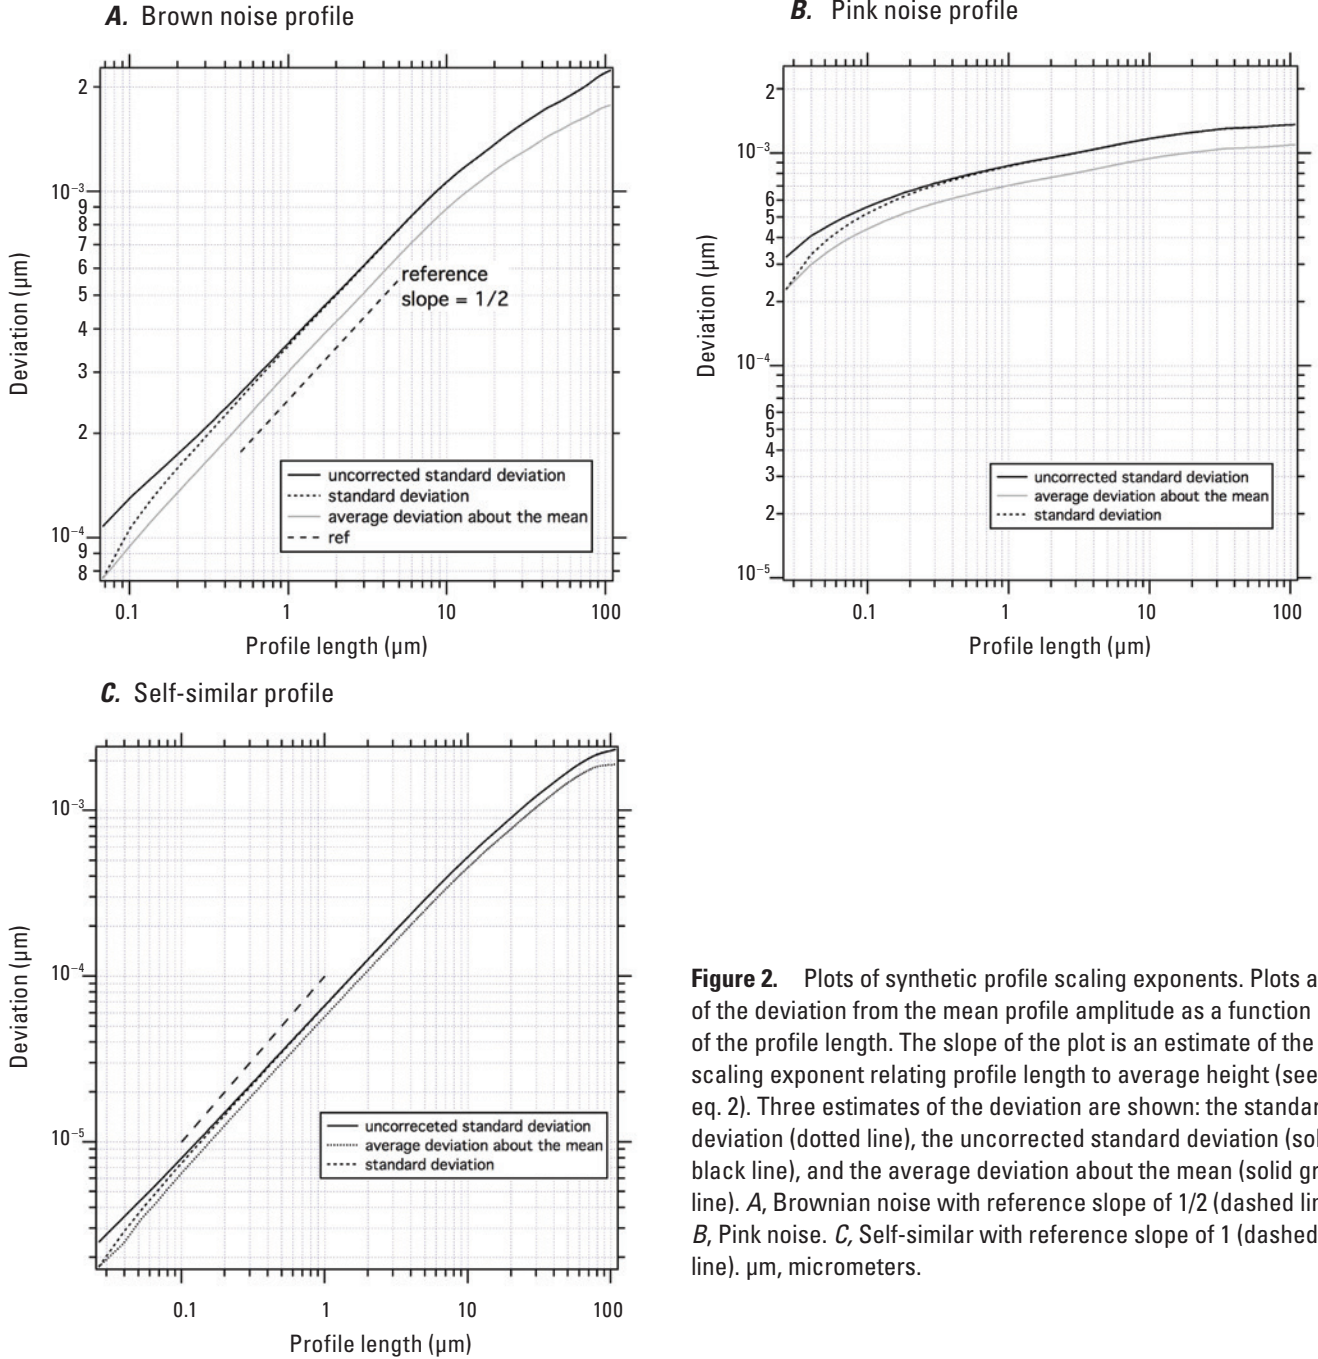 A. Brown noise profile
2
10⁻³
9
8
7
6
5
4
3
2
10⁻⁴
9
8
Deviation (µm)
reference
slope = 1/2
uncorrected standard deviation
standard deviation
average deviation about the mean
ref
0.1 1 10 100
Profile length (µm)
B. Pink noise profile
2
10⁻³
6
5
4
3
2
10⁻⁴
6
5
4
3
2
10⁻⁵
Deviation (µm)
uncorrected standard deviation
average deviation about the mean
standard deviation
0.1 1 10 100
Profile length (µm)
C. Self-similar profile
10⁻³
10⁻⁴
10⁻⁵
Deviation (µm)
uncorreceted standard deviation
average deviation about the mean
standard deviation
0.1 1 10 100
Profile length (µm)
Figure 2. Plots of synthetic profile scaling exponents. Plots a
of the deviation from the mean profile amplitude as a function
of the profile length. The slope of the plot is an estimate of the
scaling exponent relating profile length to average height (see
eq. 2). Three estimates of the deviation are shown: the standar
deviation (dotted line), the uncorrected standard deviation (sol
black line), and the average deviation about the mean (solid gr
line). A, Brownian noise with reference slope of 1/2 (dashed lin
B, Pink noise. C, Self-similar with reference slope of 1 (dashed
line). µm, micrometers.